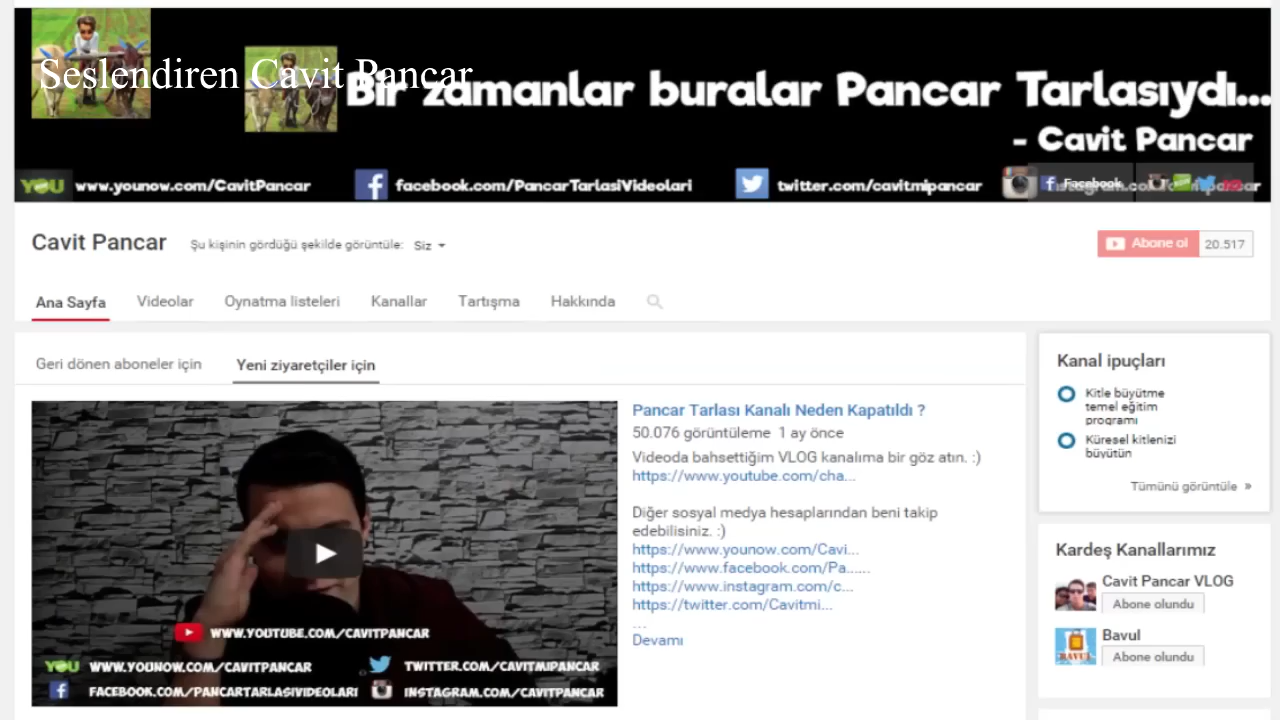 Seslendiren Cavit Pancar
Bir zamanlar buralar Pancar Tarlasıydı...
- Cavit Pancar
YOU www.younow.com/CavitPancar
facebook.com/PancarTarlasiVideolari
twitter.com/cavitmipancar
Facebook
Cavit Pancar
Şu kişinin gördüğü şekilde görüntüle: Siz
Abone ol 20.517
Ana Sayfa Videolar Oynatma listeleri Kanallar Tartışma Hakkında
Geri dönen aboneler için Yeni ziyaretçiler için
Pancar Tarlası Kanalı Neden Kapatıldı ?
50.076 görüntüleme 1 ay önce
Videoda bahsettiğim VLOG kanalıma bir göz atın. :)
https://www.youtube.com/cha...
Diğer sosyal medya hesaplarından beni takip
edebilisiniz. :)
https://www.younow.com/Cavi...
https://www.facebook.com/Pa......
https://www.instagram.com/c...
https://twitter.com/Cavitmi...
...
Devamı
WWW.YOUTUBE.COM/CAVITPANCAR
YOU WWW.YOUNOW.COM/CAVITPANCAR
TWITTER.COM/CAVITMIPANCAR
FACEBOOK.COM/PANCARTARLASIVIDEOLARI
INSTAGRAM.COM/CAVITPANCAR
Kanal ipuçları
Kitle büyütme
temel eğitim
programı
Küresel kitlenizi
büyütün
Tümünü görüntüle »
Kardeş Kanallarımız
Cavit Pancar VLOG
Abone olundu
Bavul
BAVUL
Abone olundu